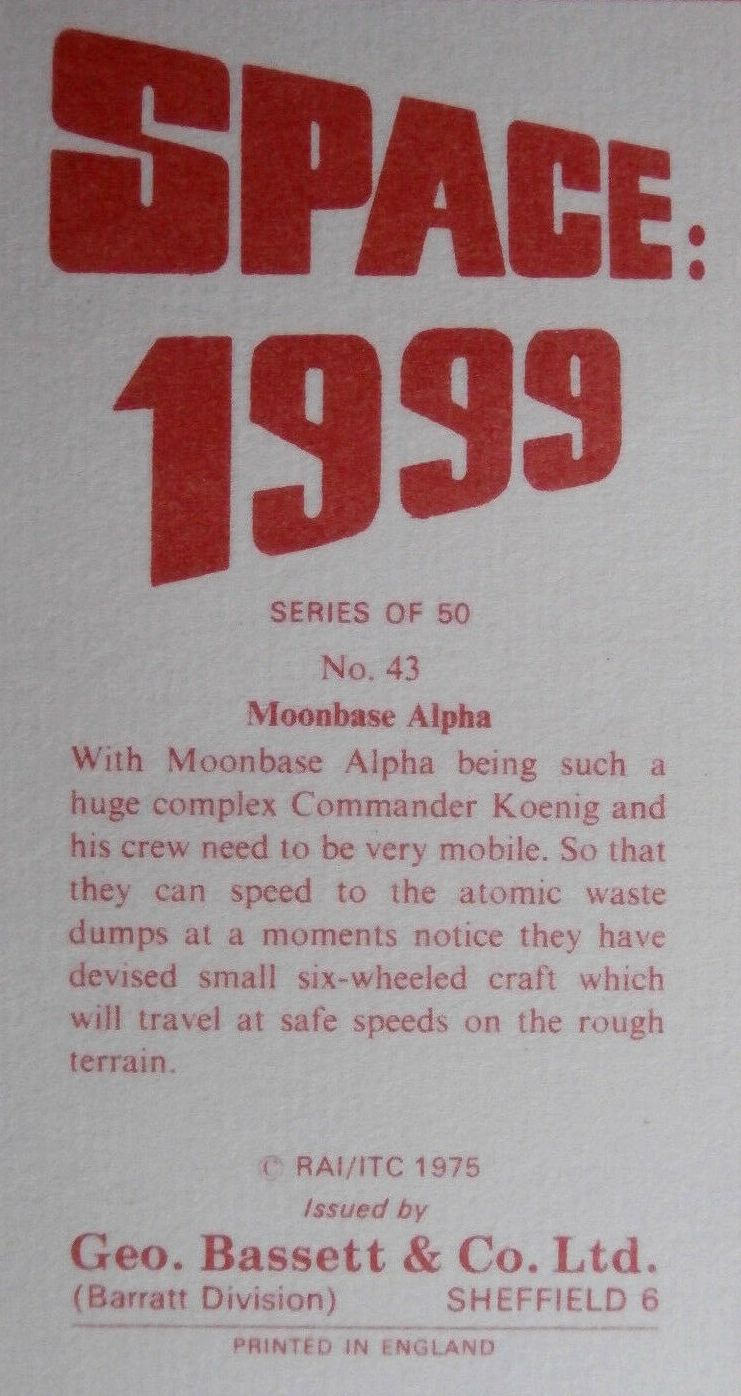 SPACE:
1999
SERIES OF 50
No. 43
Moonbase Alpha
With Moonbase Alpha being such a
huge complex Commander Koenig and
his crew need to be very mobile. So that
they can speed to the atomic waste
dumps at a moments notice they have
devised small six-wheeled craft which
will travel at safe speeds on the rough
terrain.
© RAI/ITC 1975
Issued by
Geo. Bassett & Co. Ltd.
(Barratt Division) SHEFFIELD 6
PRINTED IN ENGLAND